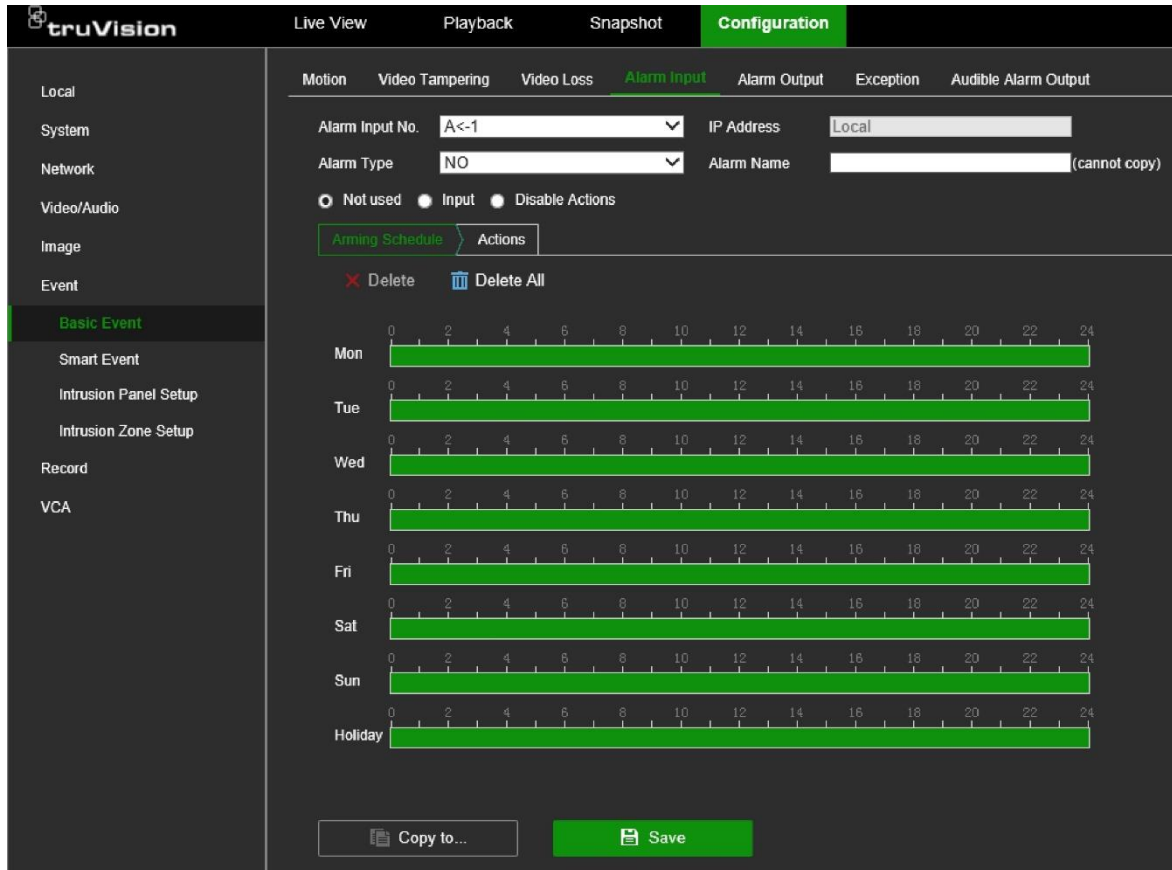 truVision Live View Playback Snapshot Configuration
Motion Video Tampering Video Loss Alarm Input Alarm Output Exception Audible Alarm Output
Local
System
Network
Video/Audio
Image
Event
Basic Event
Smart Event
Intrusion Panel Setup
Intrusion Zone Setup
Record
VCA
Alarm Input No. A<-1 IP Address Local
Alarm Type NO Alarm Name (cannot copy)
Not used Input Disable Actions
Arming Schedule Actions
Delete Delete All
0 2 4 6 8 10 12 14 16 18 20 22 24
Mon
0 2 4 6 8 10 12 14 16 18 20 22 24
Tue
0 2 4 6 8 10 12 14 16 18 20 22 24
Wed
0 2 4 6 8 10 12 14 16 18 20 22 24
Thu
0 2 4 6 8 10 12 14 16 18 20 22 24
Fri
0 2 4 6 8 10 12 14 16 18 20 22 24
Sat
0 2 4 6 8 10 12 14 16 18 20 22 24
Sun
0 2 4 6 8 10 12 14 16 18 20 22 24
Holiday
Copy to... Save